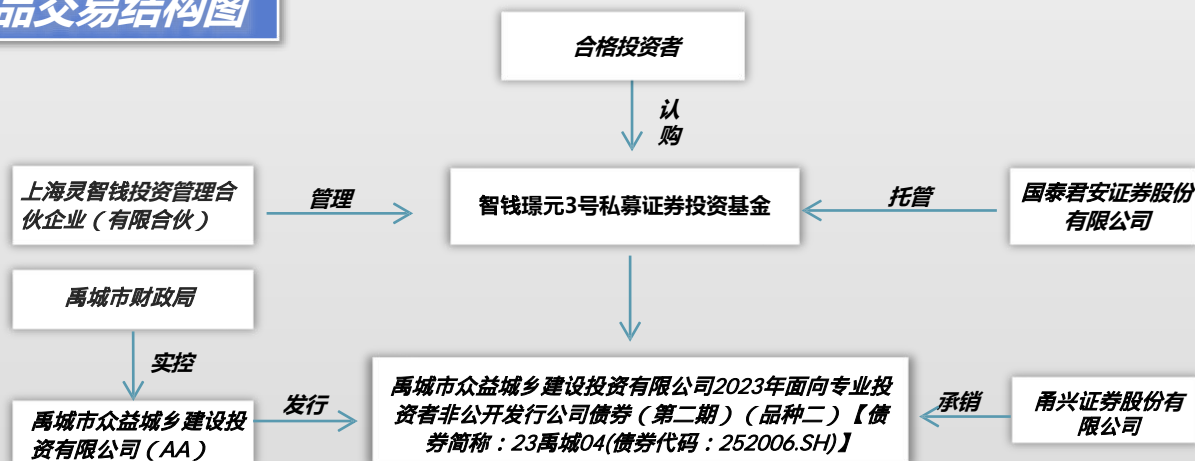 品交易结构图
合格投资者
认
购
上海灵智钱投资管理合
伙企业（有限合伙）
管理
智钱璟元3号私募证券投资基金
托管
国泰君安证券股份
有限公司
禹城市财政局
实控
禹城市众益城乡建设投
资有限公司（AA）
发行
禹城市众益城乡建设投资有限公司2023年面向专业投
资者非公开发行公司债券（第二期）（品种二）【债
券简称：23禹城04(债券代码：252006.SH)】
承销
甬兴证券股份有
限公司